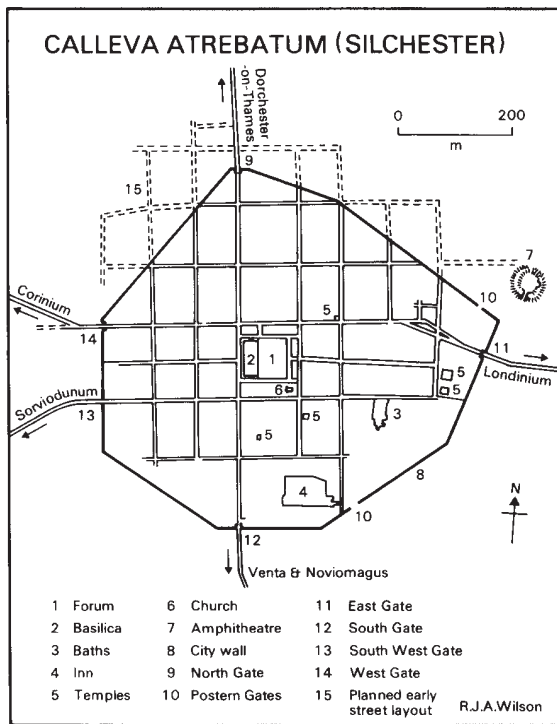 CALLEVA ATREBATUM (SILCHESTER)
Dorchester
-on-Thames
0 200
m
9
15
7
Corinium
5
10
14
11
2 1
5
Londinium
Sorviodunum
6
5
13
5
3
5
8
4
N
10
12
Venta & Noviomagus
1 Forum
2 Basilica
3 Baths
4 Inn
5 Temples
6 Church
7 Amphitheatre
8 City wall
9 North Gate
10 Postern Gates
11 East Gate
12 South Gate
13 South West Gate
14 West Gate
15 Planned early
street layout
R.J.A.Wilson